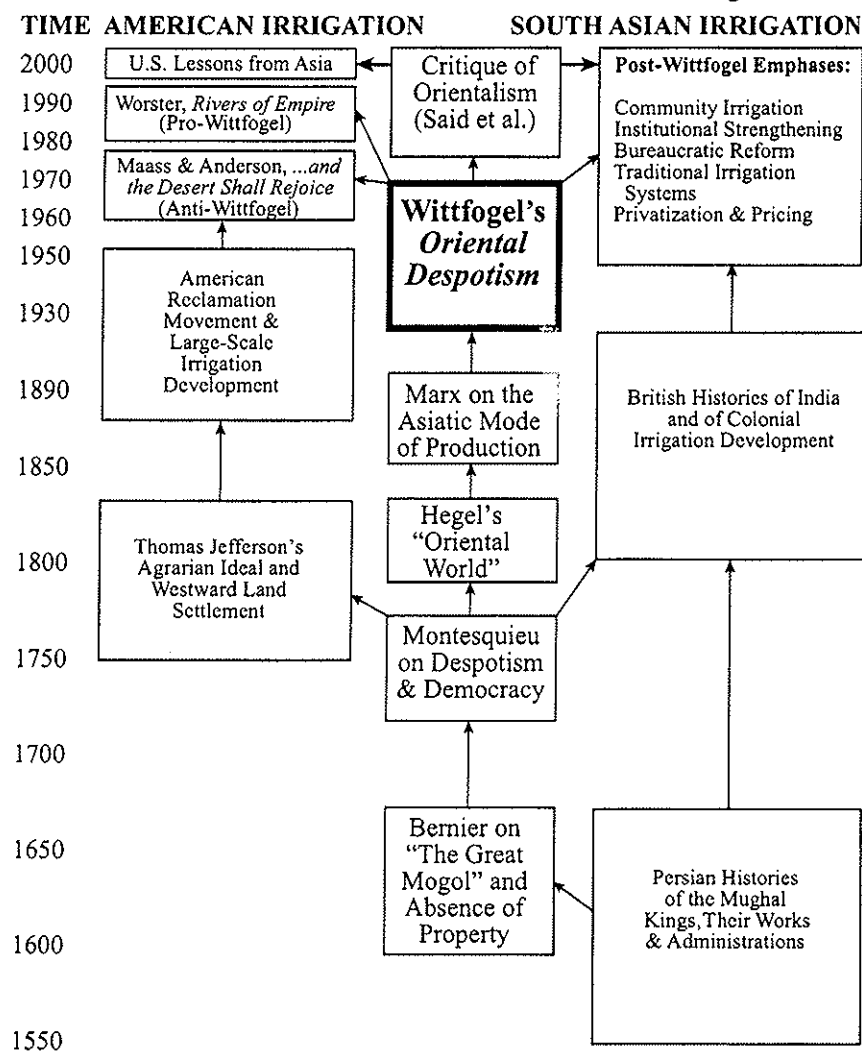 TIME AMERICAN IRRIGATION SOUTH ASIAN IRRIGATION
2000
1990
1980
1970
1960
1950
1930
1890
1850
1800
1750
1700
1650
1600
1550
U.S. Lessons from Asia
Worster, Rivers of Empire
(Pro-Wittfogel)
Maass & Anderson, ...and
the Desert Shall Rejoice
(Anti-Wittfogel)
American
Reclamation
Movement &
Large-Scale
Irrigation
Development
Thomas Jefferson's
Agrarian Ideal and
Westward Land
Settlement
Critique of
Orientalism
(Said et al.)
Wittfogel's
Oriental
Despotism
Marx on the
Asiatic Mode
of Production
Hegel's
“Oriental
World”
Montesquieu
on Despotism
& Democracy
Bernier on
“The Great
Mogol” and
Absence of
Property
Post-Wittfogel Emphases:
Community Irrigation
Institutional Strengthening
Bureaucratic Reform
Traditional Irrigation
Systems
Privatization & Pricing
British Histories of India
and of Colonial
Irrigation Development
Persian Histories
of the Mughal
Kings, Their Works
& Administrations